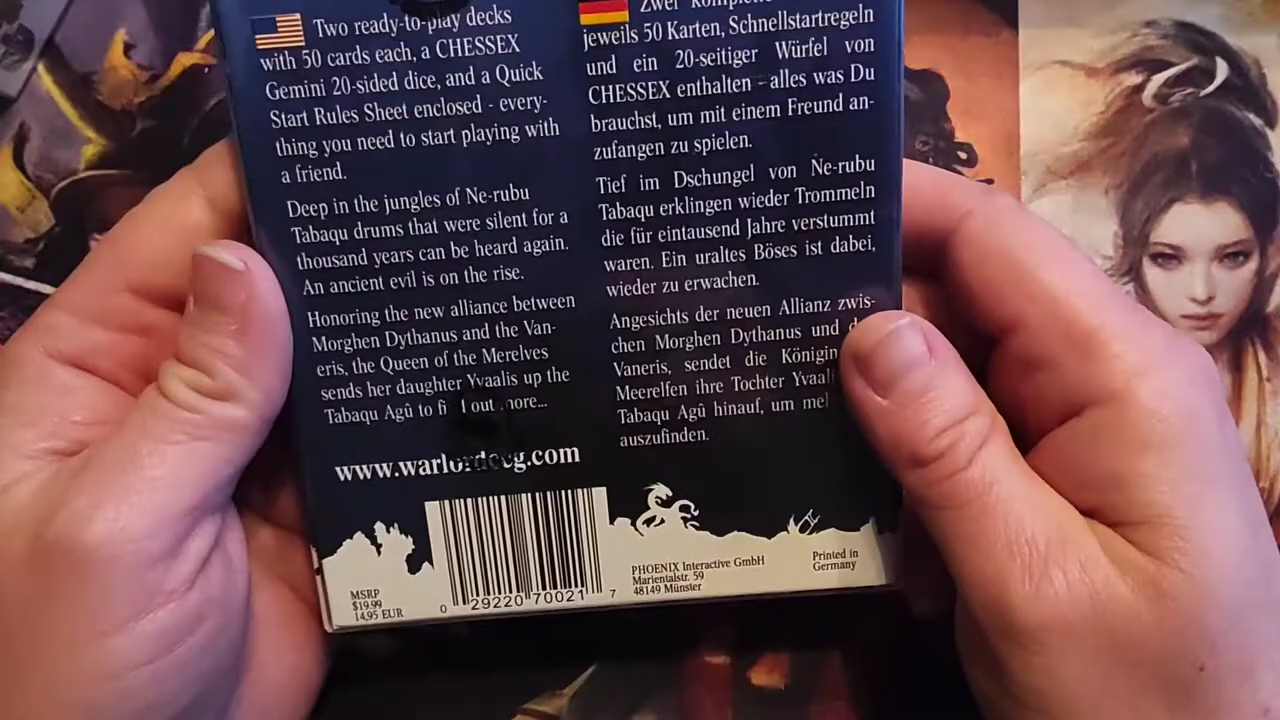 Two ready-to-play decks
with 50 cards each, a CHESSEX
Gemini 20-sided dice, and a Quick
Start Rules Sheet enclosed - every-
thing you need to start playing with
a friend.
Deep in the jungles of Ne-rubu
Tabaqu drums that were silent for a
thousand years can be heard again.
An ancient evil is on the rise.
Honoring the new alliance between
Morghen Dythanus and the Van-
eris, the Queen of the Merelves
sends her daughter Yvaalis up the
Tabaqu Agû to out more...
www.warlordccg.com
Zwei
jeweils 50 Karten, Schnellstartregeln
und ein 20-seitiger Würfel von
CHESSEX enthalten - alles was Du
brauchst, um mit einem Freund an-
zufangen zu spielen.
Tief im Dschungel von Ne-rubu
Tabaqu erklingen wieder Trommeln
die für eintausend Jahre verstummt
waren. Ein uraltes Böses ist dabei,
wieder zu erwachen.
Angesichts der neuen Allianz zwis-
chen Morghen Dythanus und
Vaneris, sendet die Königin
Meerelfen ihre Tochter Yvaali
Tabaqu Agû hinauf, um
auszufinden.
MSRP
$19.99
14.95 EUR
0 29220 70021 7
PHOENIX Interactive GmbH
Marientalstr. 59
48149 Münster
Printed in
Germany